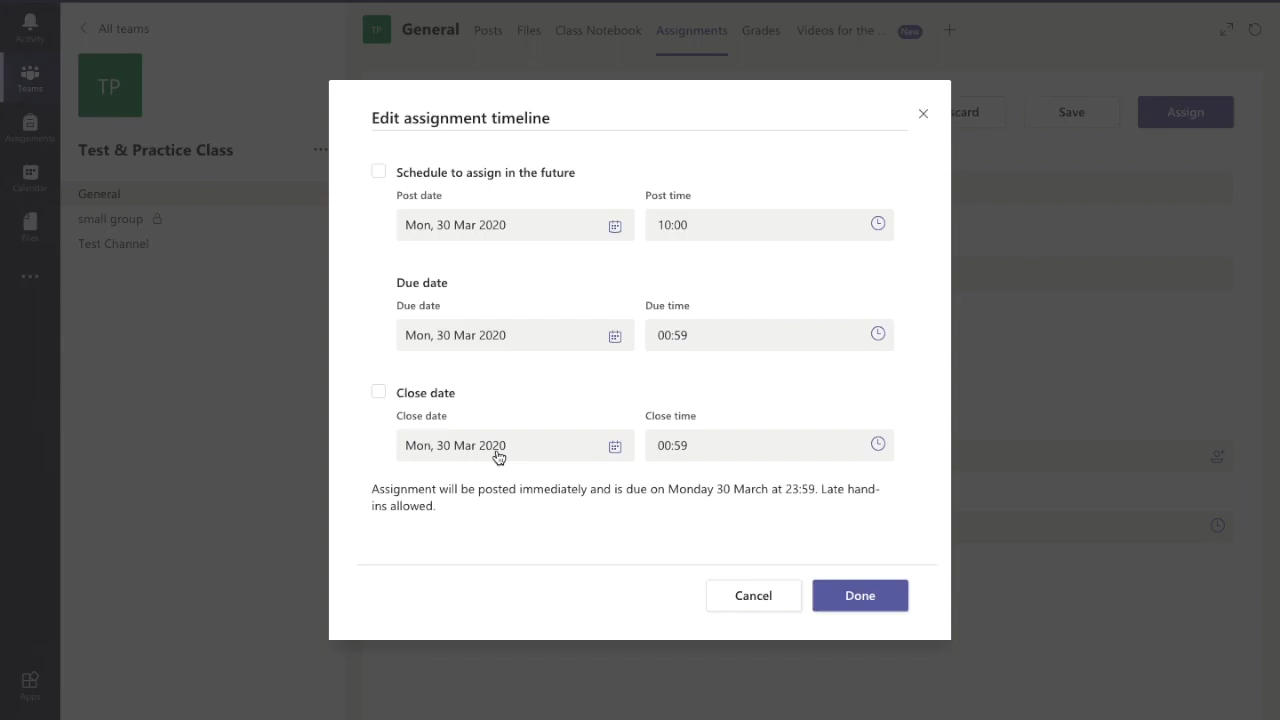 Activity
Teams
Assignments
Calendar
Files
Apps
All teams
TP
Test & Practice Class
General
small group
Test Channel
TP
General
Posts
Files
Class Notebook
Assignments
Grades
Videos for the ...
New
scard
Save
Assign
Edit assignment timeline
Schedule to assign in the future
Post date
Post time
Mon, 30 Mar 2020
10:00
Due date
Due date
Due time
Mon, 30 Mar 2020
00:59
Close date
Close date
Close time
Mon, 30 Mar 2020
00:59
Assignment will be posted immediately and is due on Monday 30 March at 23:59. Late hand-
ins allowed.
Cancel
Done